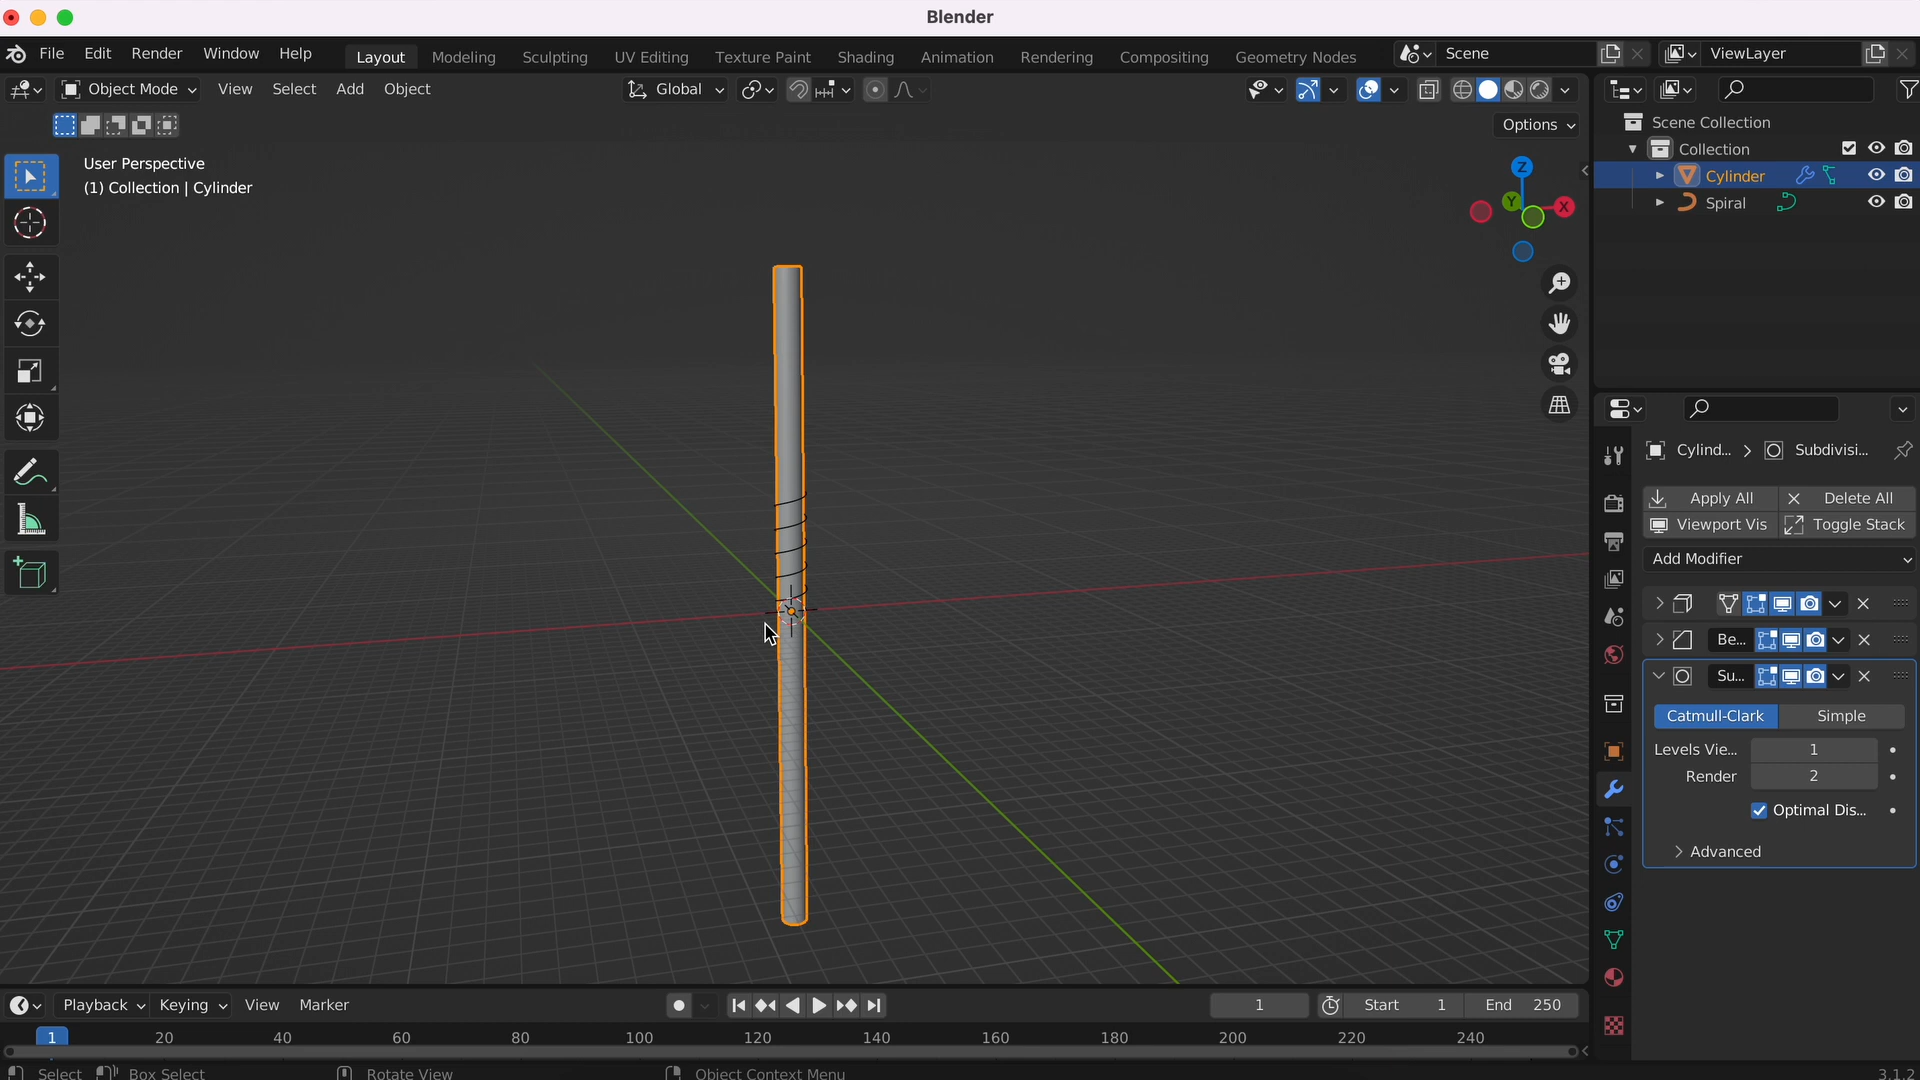 Blender
File Edit Render Window Help Layout Modeling Sculpting UV Editing Texture Paint Shading Animation Rendering Compositing Geometry Nodes Scene ViewLayer
Object Mode View Select Add Object Global
Options
User Perspective
(1) Collection | Cylinder
Z
Y X
Scene Collection
Collection
Cylinder
Spiral
Cylind... Subdivisi...
Apply All Delete All
Viewport Vis Toggle Stack
Add Modifier
Be...
Su...
Catmull-Clark Simple
Levels Vie... 1
Render 2
Optimal Dis...
Advanced
Playback Keying View Marker 1 Start 1 End 250
1 20 40 60 80 100 120 140 160 180 200 220 240
Select Box Select Rotate View Object Context Menu 3.1.2